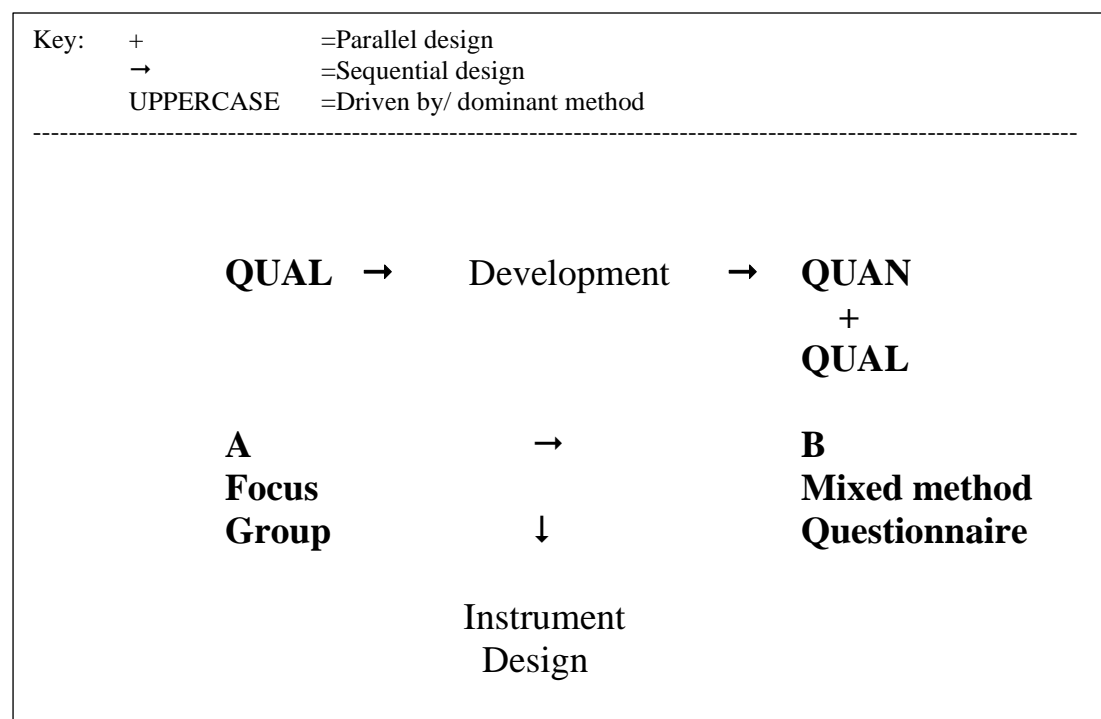 Key: + =Parallel design
→ =Sequential design
UPPERCASE =Driven by/ dominant method
--------------------------------------------------------------------------------------------------------------------
QUAL → Development → QUAN
+
QUAL
A → B
Focus Mixed method
Group ↓ Questionnaire
Instrument
Design